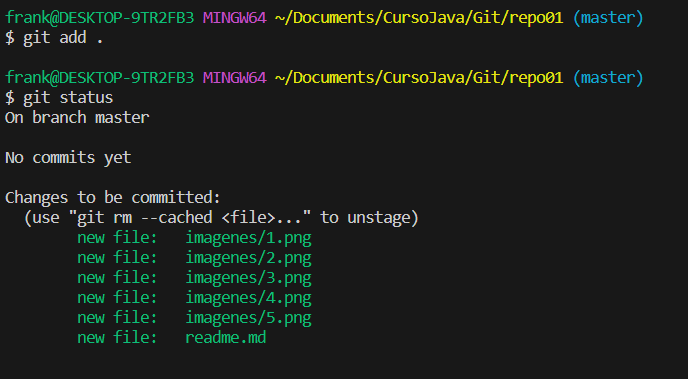 frank@DESKTOP-9TR2FB3 MINGW64 ~/Documents/CursoJava/Git/repo01 (master)
$ git add .
frank@DESKTOP-9TR2FB3 MINGW64 ~/Documents/CursoJava/Git/repo01 (master)
$ git status
On branch master
No commits yet
Changes to be committed:
  (use "git rm --cached <file>..." to unstage)
        new file:   imagenes/1.png
        new file:   imagenes/2.png
        new file:   imagenes/3.png
        new file:   imagenes/4.png
        new file:   imagenes/5.png
        new file:   readme.md